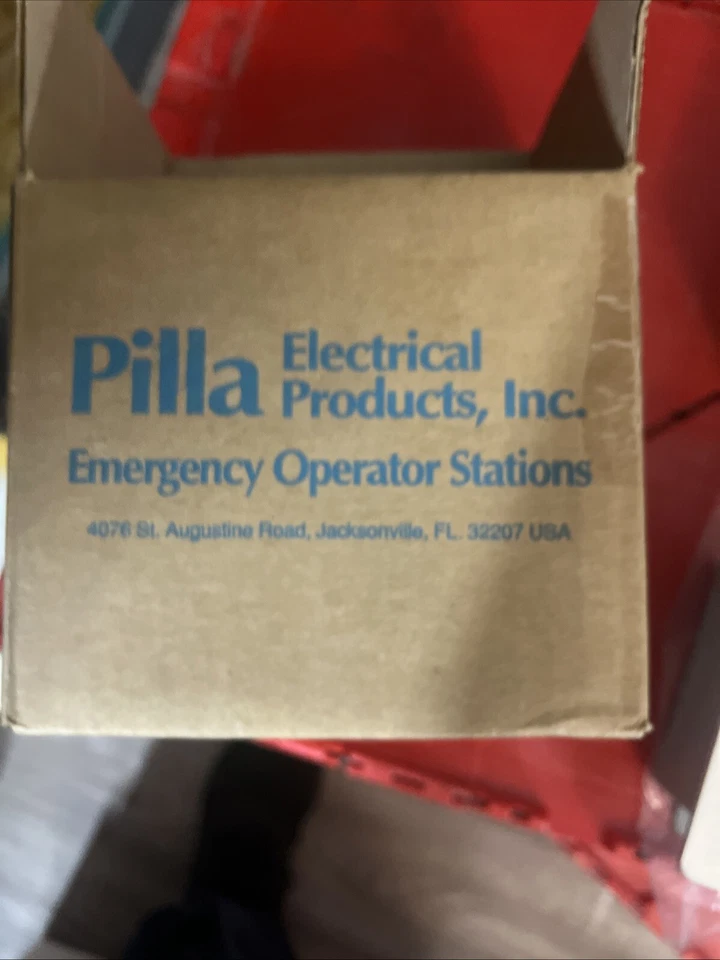 Pilla Electrical
Products, Inc.
Emergency Operator Stations
4076 St. Augustine Road, Jacksonville, FL. 32207 USA